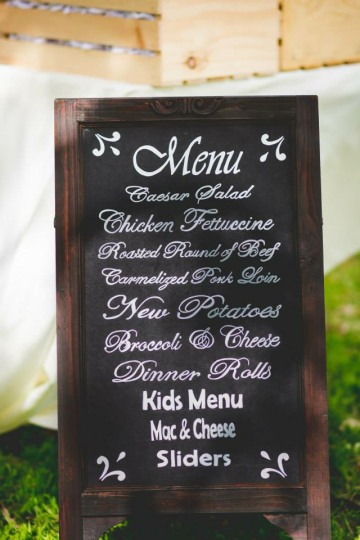 Menu
Caesar Salad
Chicken Fettuccine
Roasted Round of Beef
Carmelized Pork Loin
New Potatoes
Broccoli & Cheese
Dinner Rolls
Kids Menu
Mac & Cheese
Sliders